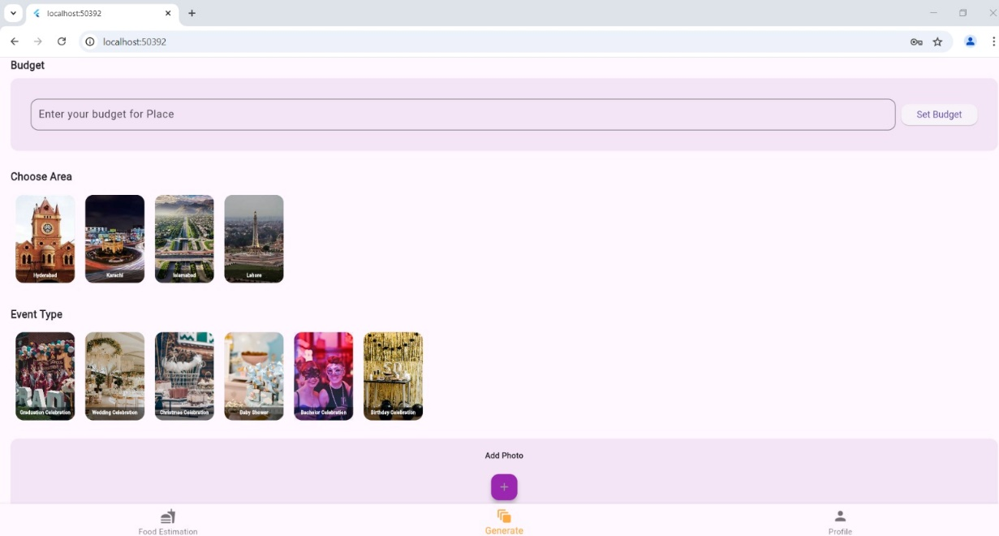 localhost:50392
localhost:50392
Budget
Enter your budget for Place
Set Budget
Choose Area
Hyderabad
Karachi
Islamabad
Lahore
Event Type
GRAD
Graduation Celebration
Wedding Celebration
Christmas Celebration
Baby Shower
Bachelor Celebration
Birthday Celebration
Add Photo
Food Estimation
Generate
Profile